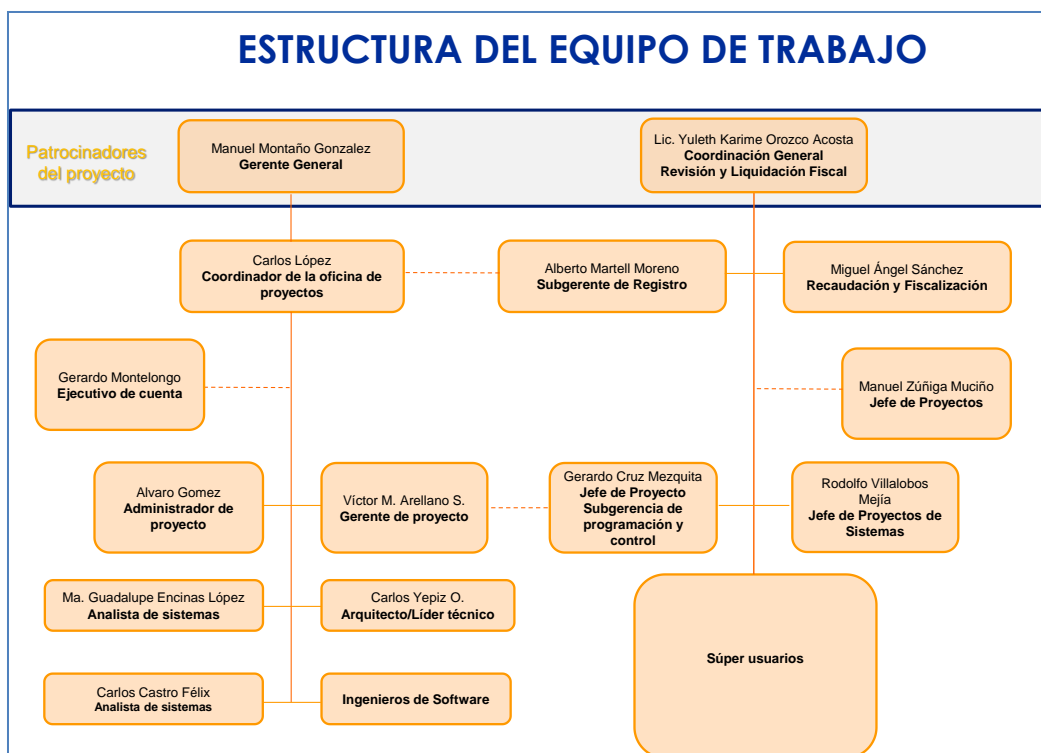 ESTRUCTURA DEL EQUIPO DE TRABAJO
Patrocinadores
del proyecto
Manuel Montaño Gonzalez
Gerente General
Lic. Yuleth Karime Orozco Acosta
Coordinación General
Revisión y Liquidación Fiscal
Carlos López
Coordinador de la oficina de
proyectos
Alberto Martell Moreno
Subgerente de Registro
Miguel Ángel Sánchez
Recaudación y Fiscalización
Gerardo Montelongo
Ejecutivo de cuenta
Manuel Zúñiga Muciño
Jefe de Proyectos
Alvaro Gomez
Administrador de
proyecto
Víctor M. Arellano S.
Gerente de proyecto
Gerardo Cruz Mezquita
Jefe de Proyecto
Subgerencia de
programación y
control
Rodolfo Villalobos
Mejía
Jefe de Proyectos de
Sistemas
Ma. Guadalupe Encinas López
Analista de sistemas
Carlos Yepiz O.
Arquitecto/Líder técnico
Súper usuarios
Carlos Castro Félix
Analista de sistemas
Ingenieros de Software